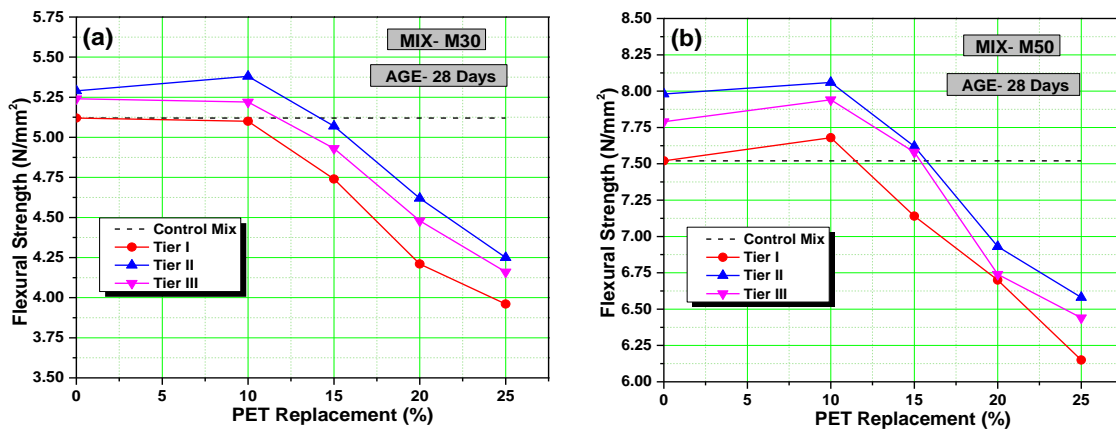 (a)
MIX- M30
AGE- 28 Days
Flexural Strength (N/mm²)
5.75
5.50
5.25
5.00
4.75
4.50
4.25
4.00
3.75
3.50
Control Mix
Tier I
Tier II
Tier III
0 5 10 15 20 25
PET Replacement (%)
(b)
MIX- M50
AGE- 28 Days
Flexural Strength (N/mm²)
8.50
8.25
8.00
7.75
7.50
7.25
7.00
6.75
6.50
6.25
6.00
Control Mix
Tier I
Tier II
Tier III
0 5 10 15 20 25
PET Replacement (%)